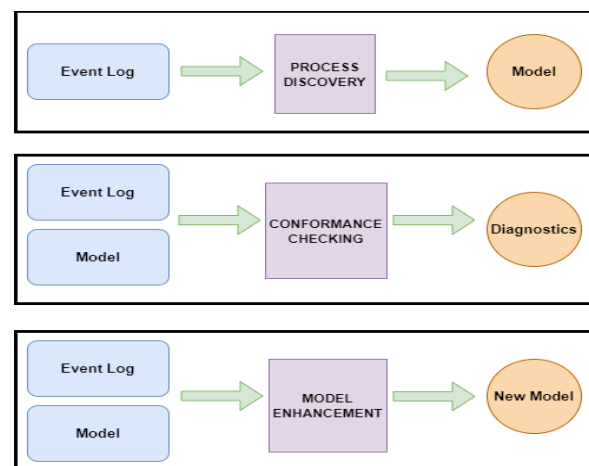 Event Log
PROCESS
DISCOVERY
Model
Event Log
Model
CONFORMANCE
CHECKING
Diagnostics
Event Log
Model
MODEL
ENHANCEMENT
New Model